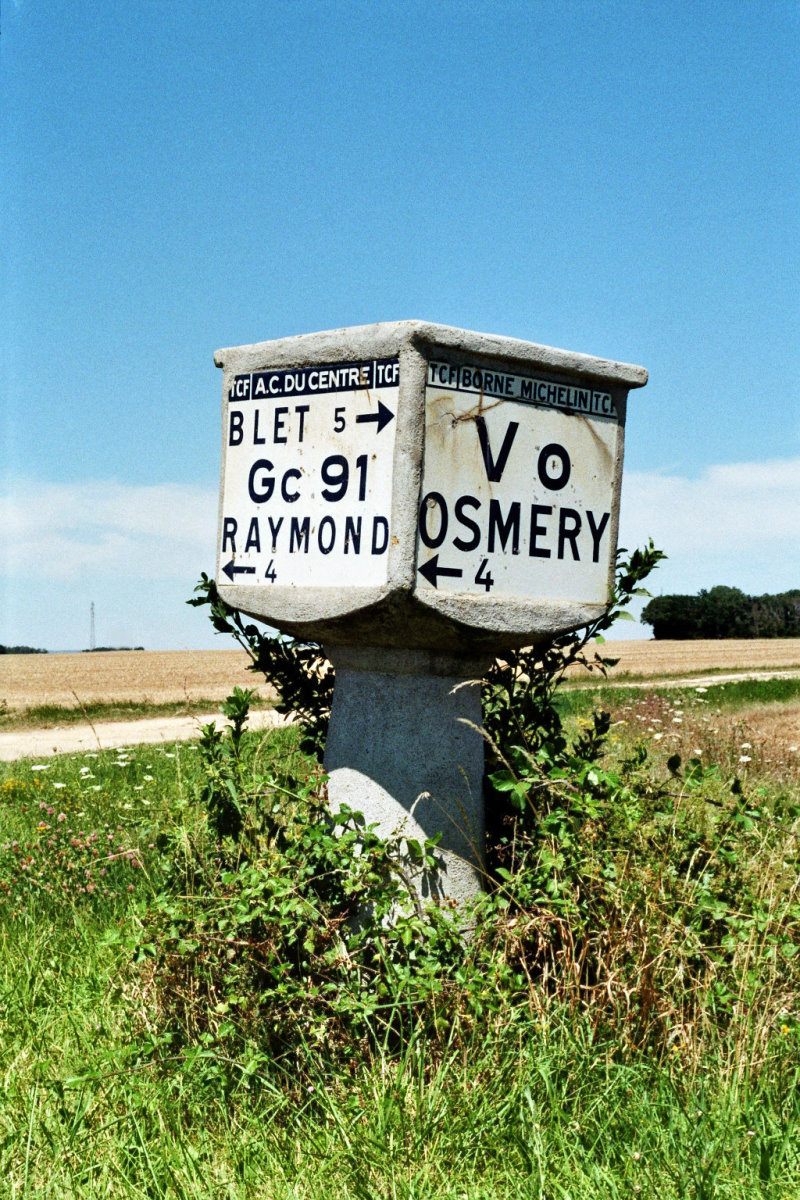 TCF A.C. DU CENTRE TCF
BLET 5 →
Gc 91
RAYMOND
← 4
TCF BORNE MICHELIN TCF
Vo
OSMERY
← 4